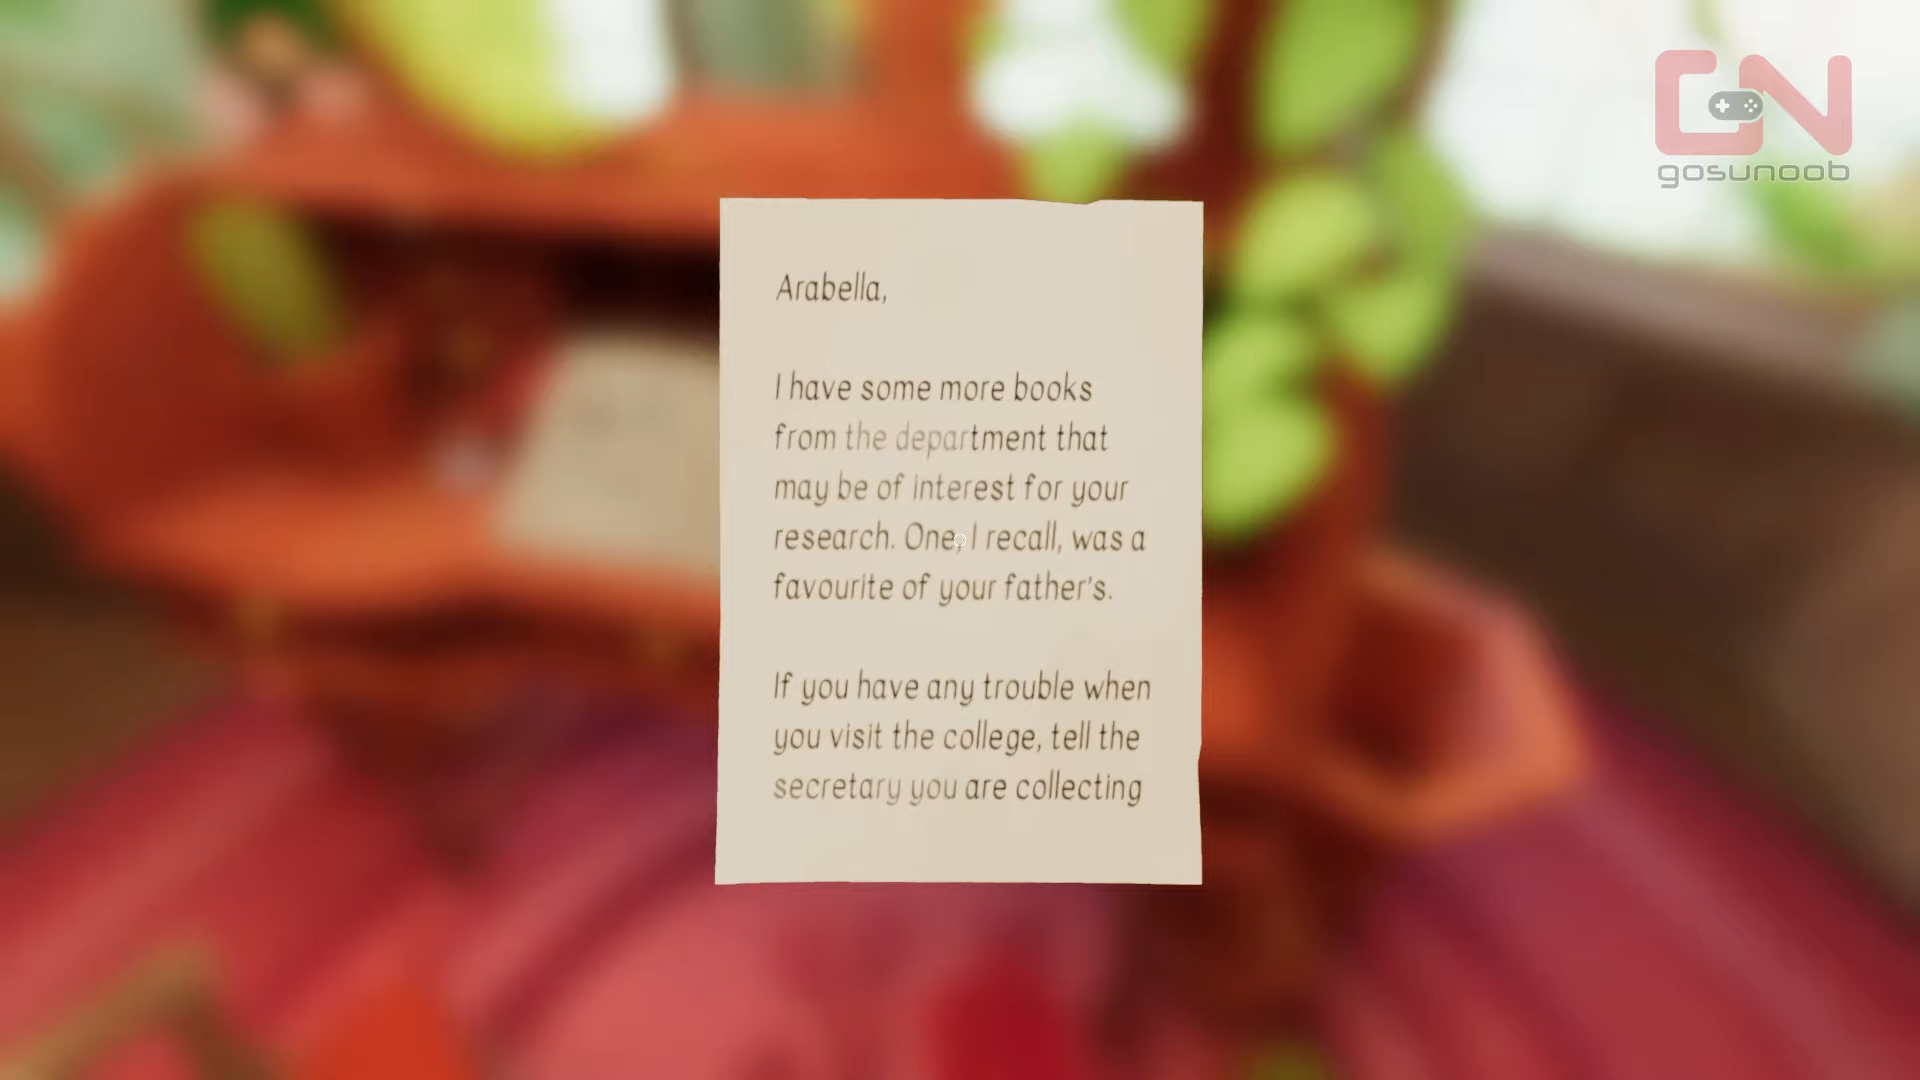 GN
gosunoob
Arabella,
I have some more books
from the department that
may be of interest for your
research. One, I recall, was a
favourite of your father's.
If you have any trouble when
you visit the college, tell the
secretary you are collecting